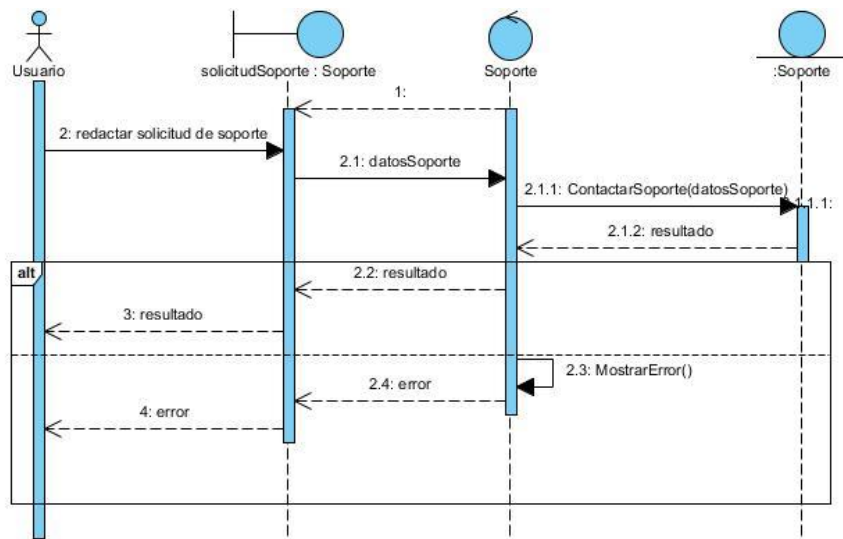 Usuario
solicitudSoporte : Soporte
Soporte
:Soporte
1:
2: redactar solicitud de soporte
2.1: datosSoporte
2.1.1: ContactarSoporte(datosSoporte)
2.1.1.1:
2.1.2: resultado
alt
2.2: resultado
3: resultado
2.3: MostrarError()
2.4: error
4: error